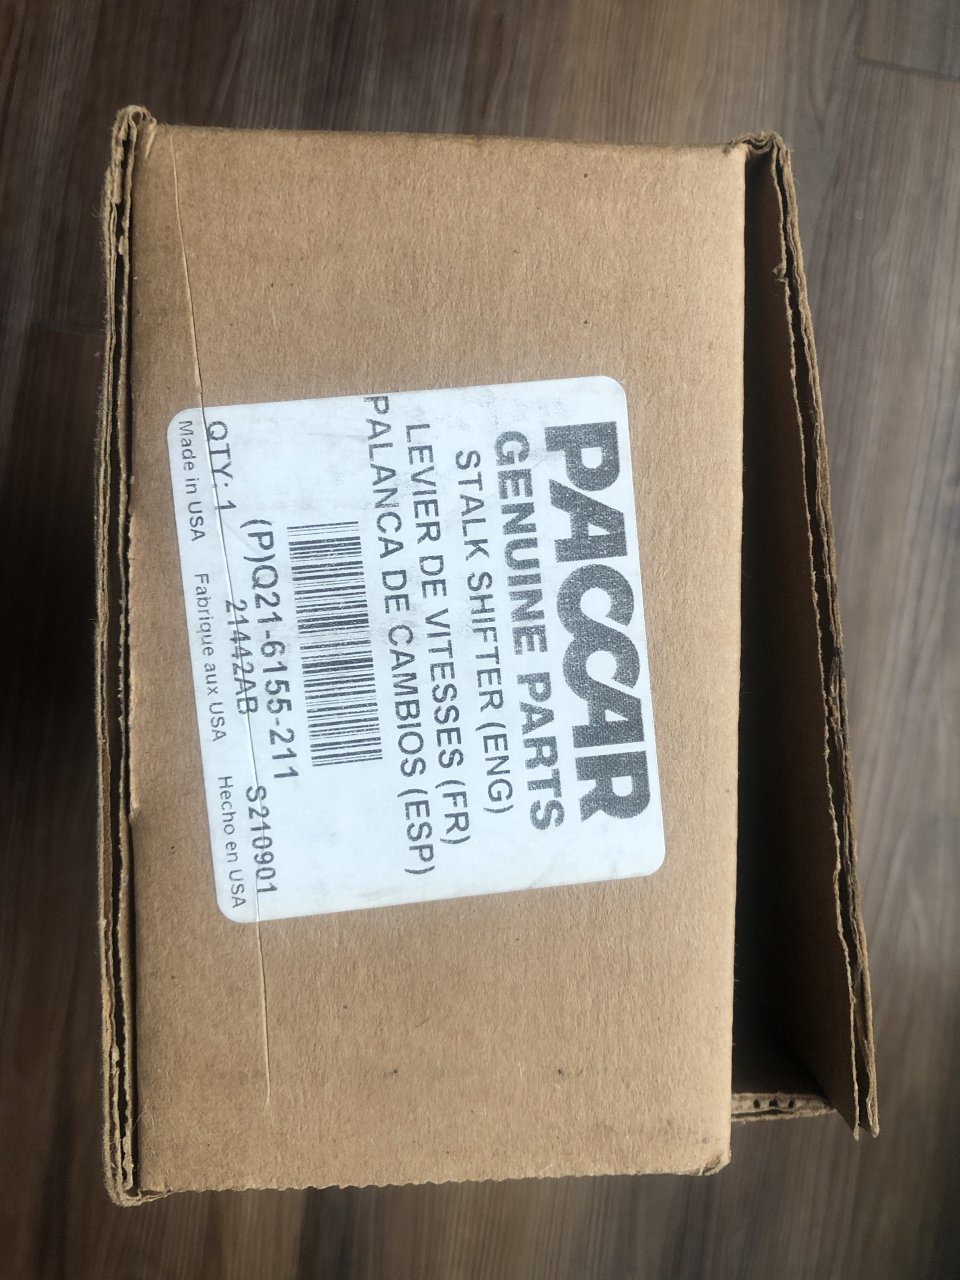 PACCAR
GENUINE PARTS
STALK SHIFTER (ENG)
LEVIER DE VITESSES (FR)
PALANCA DE CAMBIOS (ESP)
(P)Q21-6155-211
QTY: 1 21442AB S210901
Made in USA Fabrique aux USA Hecho en USA